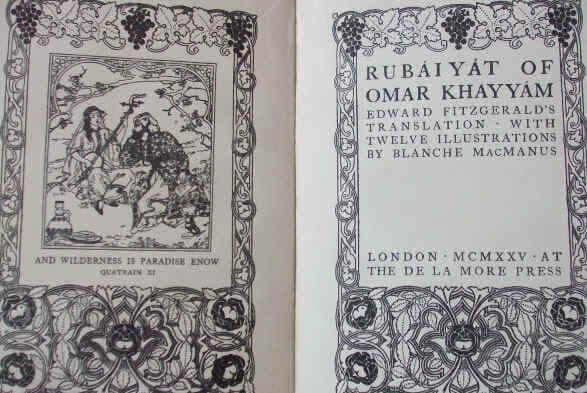 AND WILDERNESS IS PARADISE ENOW
QUATRAIN XI
RUBÁIYÁT OF
OMAR KHAYYÁM
EDWARD FITZGERALD'S
TRANSLATION · WITH
TWELVE ILLUSTRATIONS
BY BLANCHE MACMANUS
LONDON · MCMXXV · AT
THE DE LA MORE PRESS